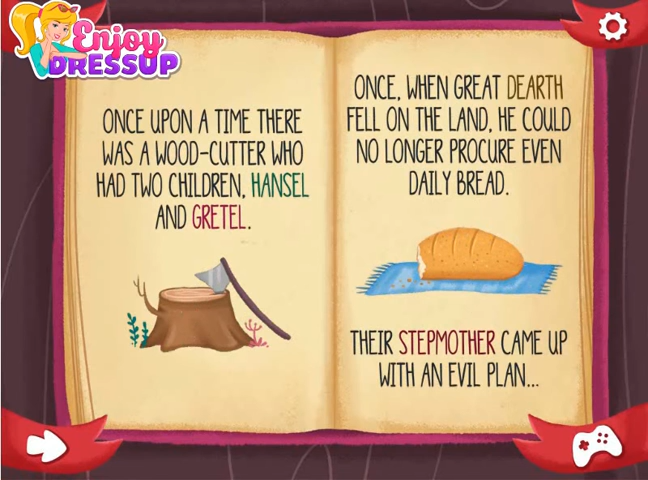 Enjoy
DRESSUP
ONCE UPON A TIME THERE
WAS A WOOD-CUTTER WHO
HAD TWO CHILDREN, HANSEL
AND GRETEL.
ONCE, WHEN GREAT DEARTH
FELL ON THE LAND, HE COULD
NO LONGER PROCURE EVEN
DAILY BREAD.
THEIR STEPMOTHER CAME UP
WITH AN EVIL PLAN...